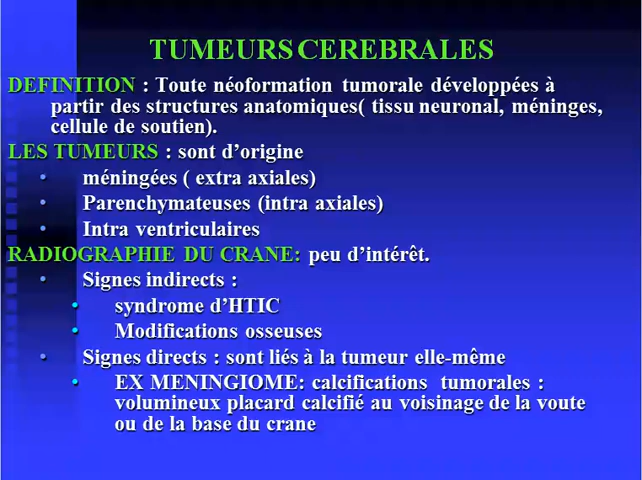 TUMEURS CEREBRALES
DEFINITION : Toute néoformation tumorale développées à
partir des structures anatomiques( tissu neuronal, méninges,
cellule de soutien).
LES TUMEURS : sont d'origine
• méningées ( extra axiales)
• Parenchymateuses (intra axiales)
• Intra ventriculaires
RADIOGRAPHIE DU CRANE: peu d'intérêt.
• Signes indirects :
• syndrome d'HTIC
• Modifications osseuses
• Signes directs : sont liés à la tumeur elle-même
• EX MENINGIOME: calcifications tumorales :
volumineux placard calcifié au voisinage de la voute
ou de la base du crane